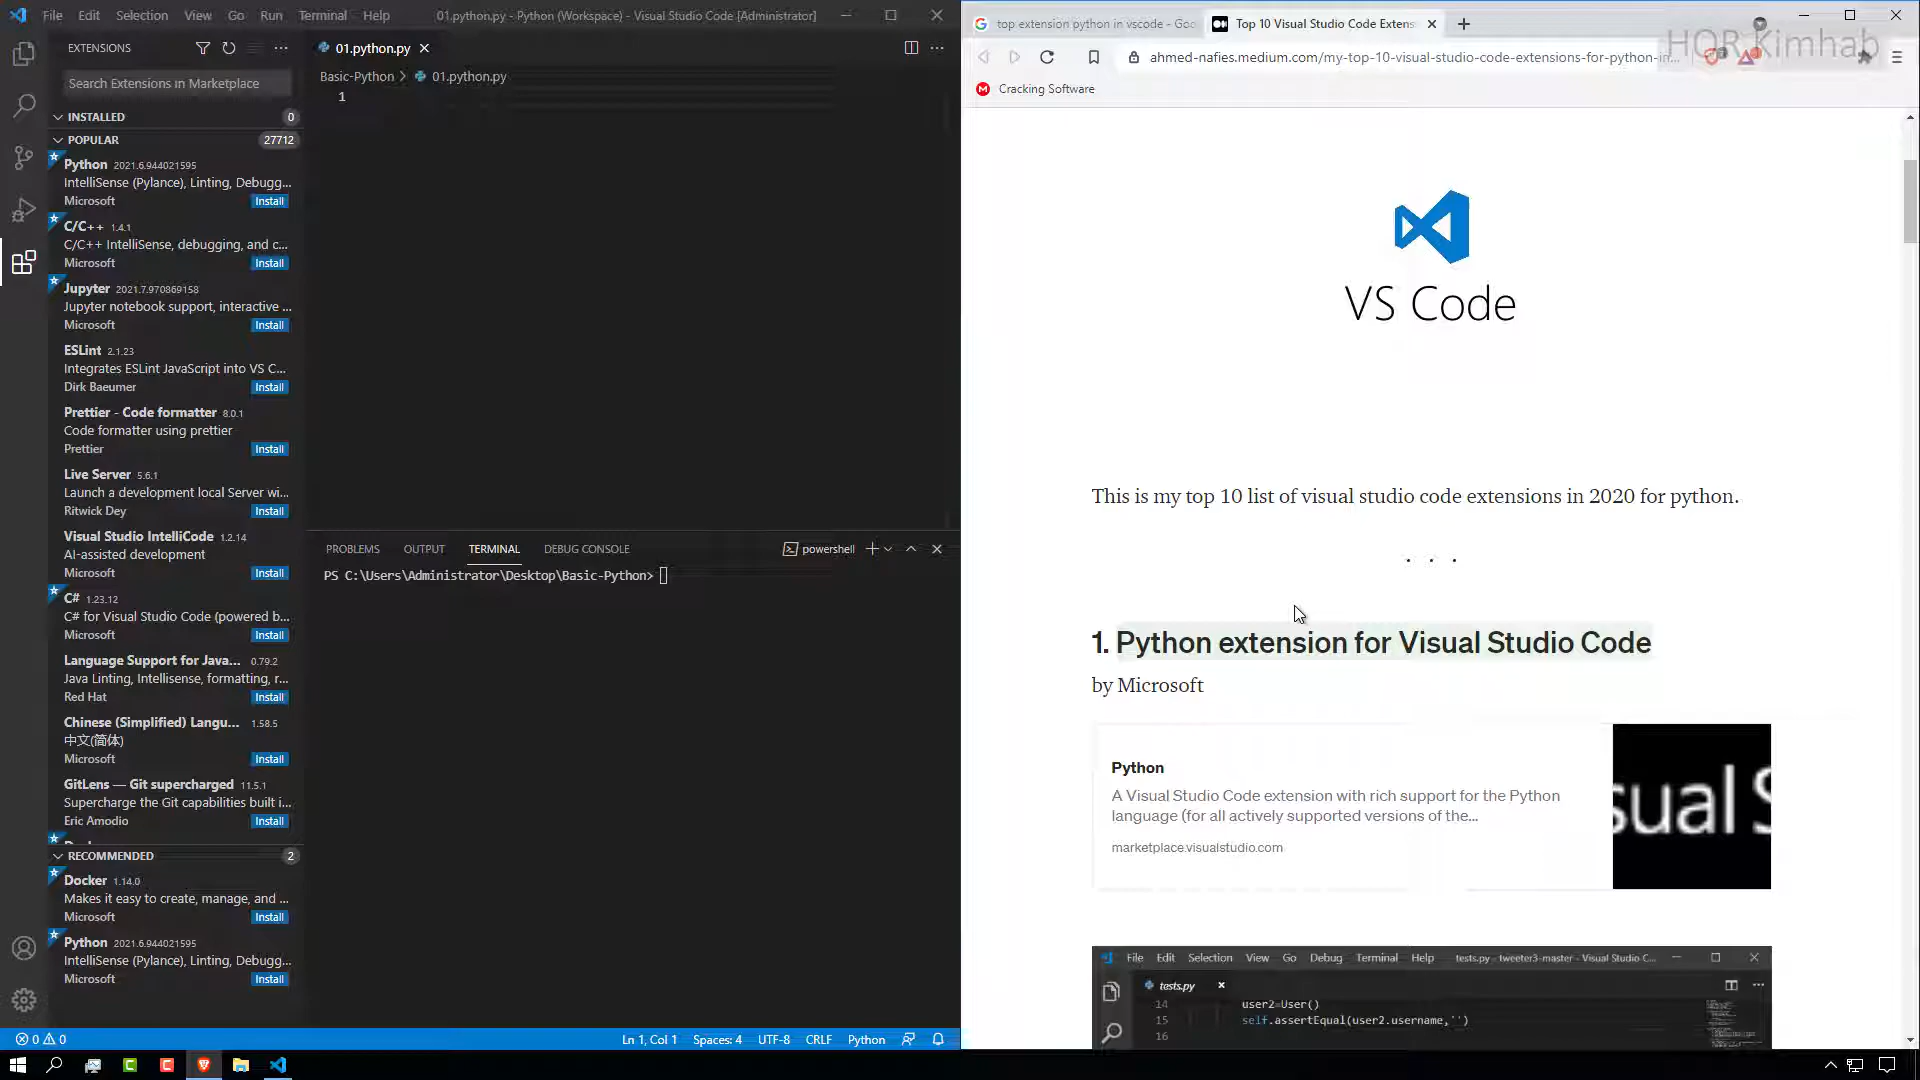 File Edit Selection View Go Run Terminal Help
01.python.py - Python (Workspace) - Visual Studio Code [Administrator]
EXTENSIONS
Search Extensions in Marketplace
INSTALLED 0
POPULAR 27712
Python 2021.6.944021595
IntelliSense (Pylance), Linting, Debugg...
Microsoft Install
C/C++ 1.4.1
C/C++ IntelliSense, debugging, and c...
Microsoft Install
Jupyter 2021.7.970869158
Jupyter notebook support, interactive ...
Microsoft Install
ESLint 2.1.23
Integrates ESLint JavaScript into VS C...
Dirk Baeumer Install
Prettier - Code formatter 8.0.1
Code formatter using prettier
Prettier Install
Live Server 5.6.1
Launch a development local Server wi...
Ritwick Dey Install
Visual Studio IntelliCode 1.2.14
AI-assisted development
Microsoft Install
C# 1.23.12
C# for Visual Studio Code (powered b...
Microsoft Install
Language Support for Java... 0.79.2
Java Linting, Intellisense, formatting, r...
Red Hat Install
Chinese (Simplified) Langu... 1.58.5
中文(简体)
Microsoft Install
GitLens — Git supercharged 11.5.1
Supercharge the Git capabilities built i...
Eric Amodio Install
RECOMMENDED 2
Docker 1.14.0
Makes it easy to create, manage, and ...
Microsoft Install
Python 2021.6.944021595
IntelliSense (Pylance), Linting, Debugg...
Microsoft Install
01.python.py
Basic-Python > 01.python.py
1
PROBLEMS OUTPUT TERMINAL DEBUG CONSOLE
powershell
PS C:\Users\Administrator\Desktop\Basic-Python>
0 0
Ln 1, Col 1 Spaces: 4 UTF-8 CRLF Python
top extension python in vscode - Goo
Top 10 Visual Studio Code Extens
HOR Kimhab
ahmed-nafies.medium.com/my-top-10-visual-studio-code-extensions-for-python-in...
Cracking Software
VS Code
This is my top 10 list of visual studio code extensions in 2020 for python.
. . .
1. Python extension for Visual Studio Code
by Microsoft
Python
A Visual Studio Code extension with rich support for the Python
language (for all actively supported versions of the...
marketplace.visualstudio.com
sual S
File Edit Selection View Go Debug Terminal Help tests.py - tweeter3-master - Visual Studio C...
tests.py
14 user2=User()
15 self.assertEqual(user2.username,'')
16